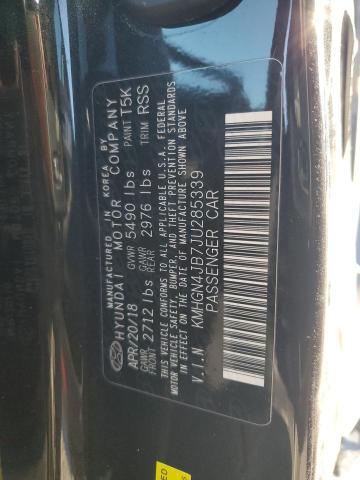 MANUFACTURED IN KOREA BY
HYUNDAI MOTOR COMPANY
APR/20/18 GVWR 5490 lbs PAINT T5K
GAWR FRONT 2712 lbs GAWR REAR 2976 lbs TRIM RSS
THIS VEHICLE CONFORMS TO ALL APPLICABLE U.S.A. FEDERAL
MOTOR VEHICLE SAFETY, BUMPER, AND THEFT PREVENTION STANDARDS
IN EFFECT ON THE DATE OF MANUFACTURE SHOWN ABOVE
V.I.N KMHGN4JB7JU285339
PASSENGER CAR